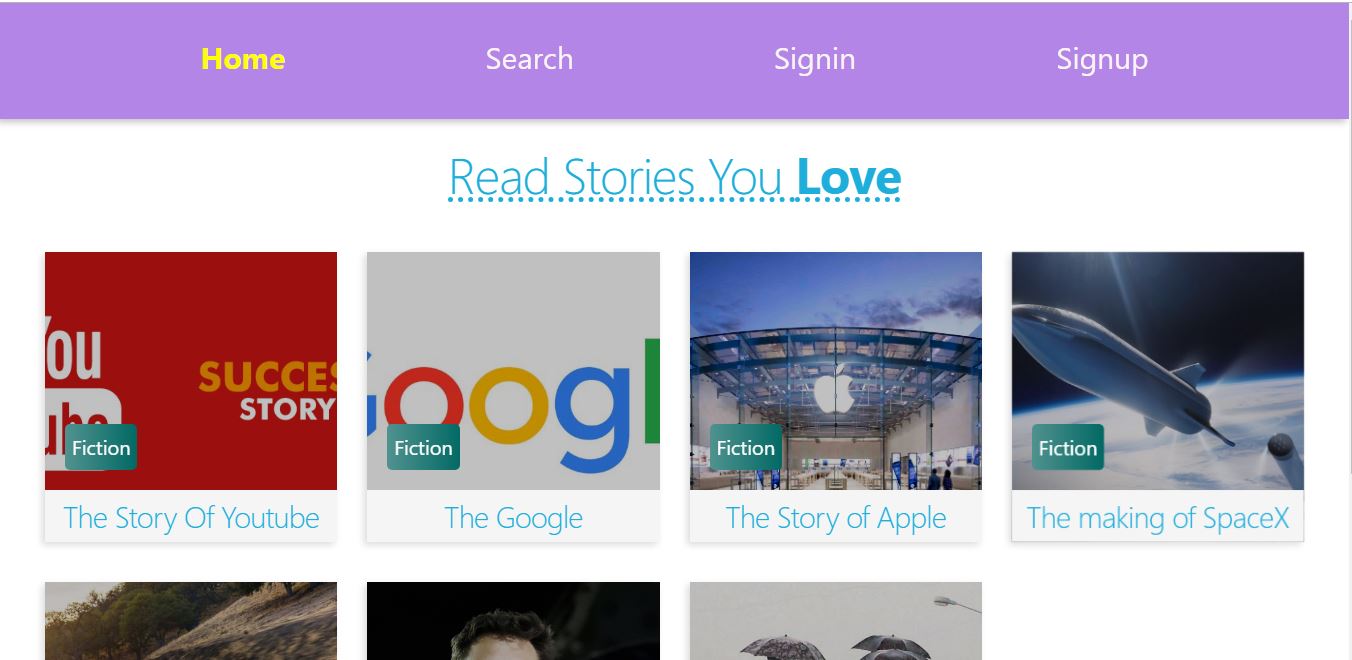 Home Search Signin Signup
Read Stories You Love
You
Tube
SUCCES
STORY
Fiction
The Story Of Youtube
Googl
Fiction
The Google
Fiction
The Story of Apple
Fiction
The making of SpaceX